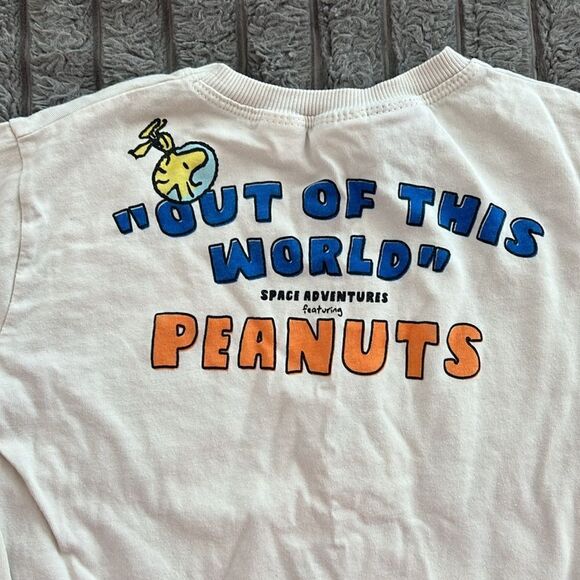 "OUT OF THIS
WORLD"
SPACE ADVENTURES
featuring
PEANUTS